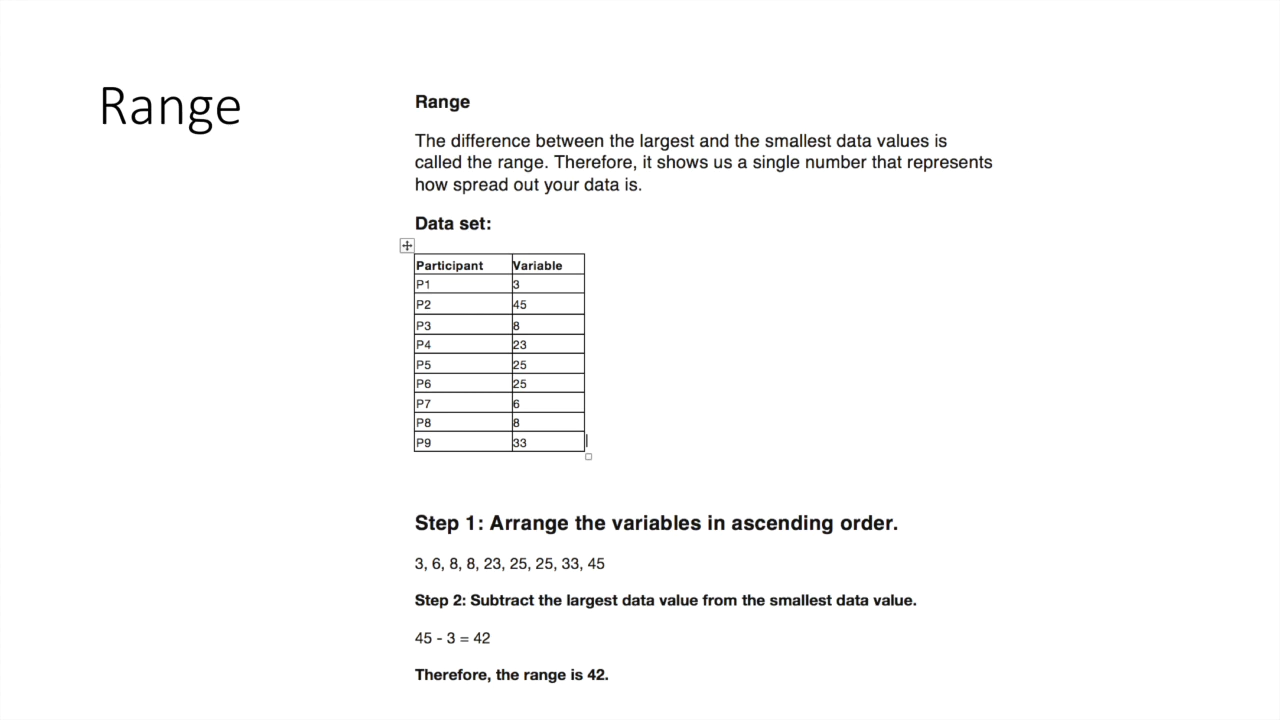 Range
Range
The difference between the largest and the smallest data values is
called the range. Therefore, it shows us a single number that represents
how spread out your data is.
Data set:
Participant Variable
P1 3
P2 45
P3 8
P4 23
P5 25
P6 25
P7 6
P8 8
P9 33
Step 1: Arrange the variables in ascending order.
3, 6, 8, 8, 23, 25, 25, 33, 45
Step 2: Subtract the largest data value from the smallest data value.
45 - 3 = 42
Therefore, the range is 42.